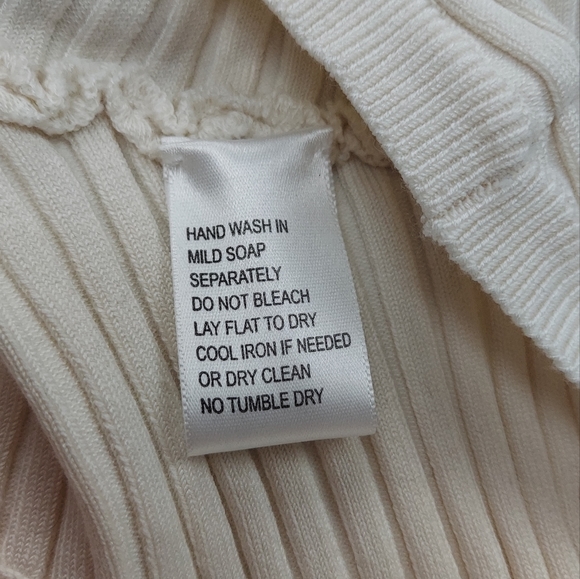 HAND WASH IN
MILD SOAP
SEPARATELY
DO NOT BLEACH
LAY FLAT TO DRY
COOL IRON IF NEEDED
OR DRY CLEAN
NO TUMBLE DRY